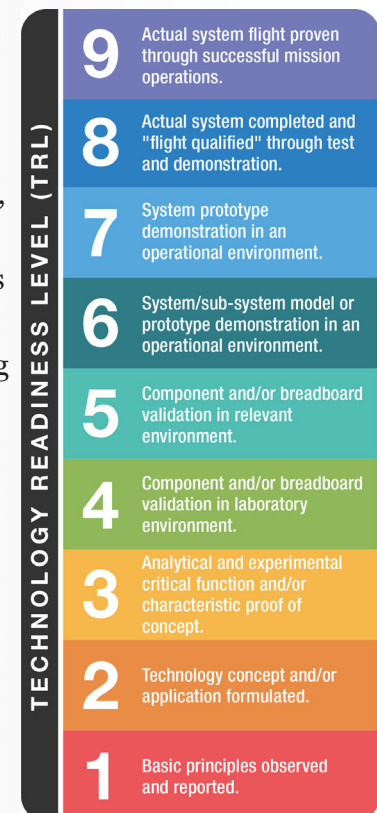 TECHNOLOGY READINESS LEVEL (TRL)
9
Actual system flight proven
through successful mission
operations.
8
Actual system completed and
"flight qualified" through test
and demonstration.
7
System prototype
demonstration in an
operational environment.
6
System/sub-system model or
prototype demonstration in an
operational environment.
5
Component and/or breadboard
validation in relevant
environment.
4
Component and/or breadboard
validation in laboratory
environment.
3
Analytical and experimental
critical function and/or
characteristic proof of
concept.
2
Technology concept and/or
application formulated.
1
Basic principles observed
and reported.